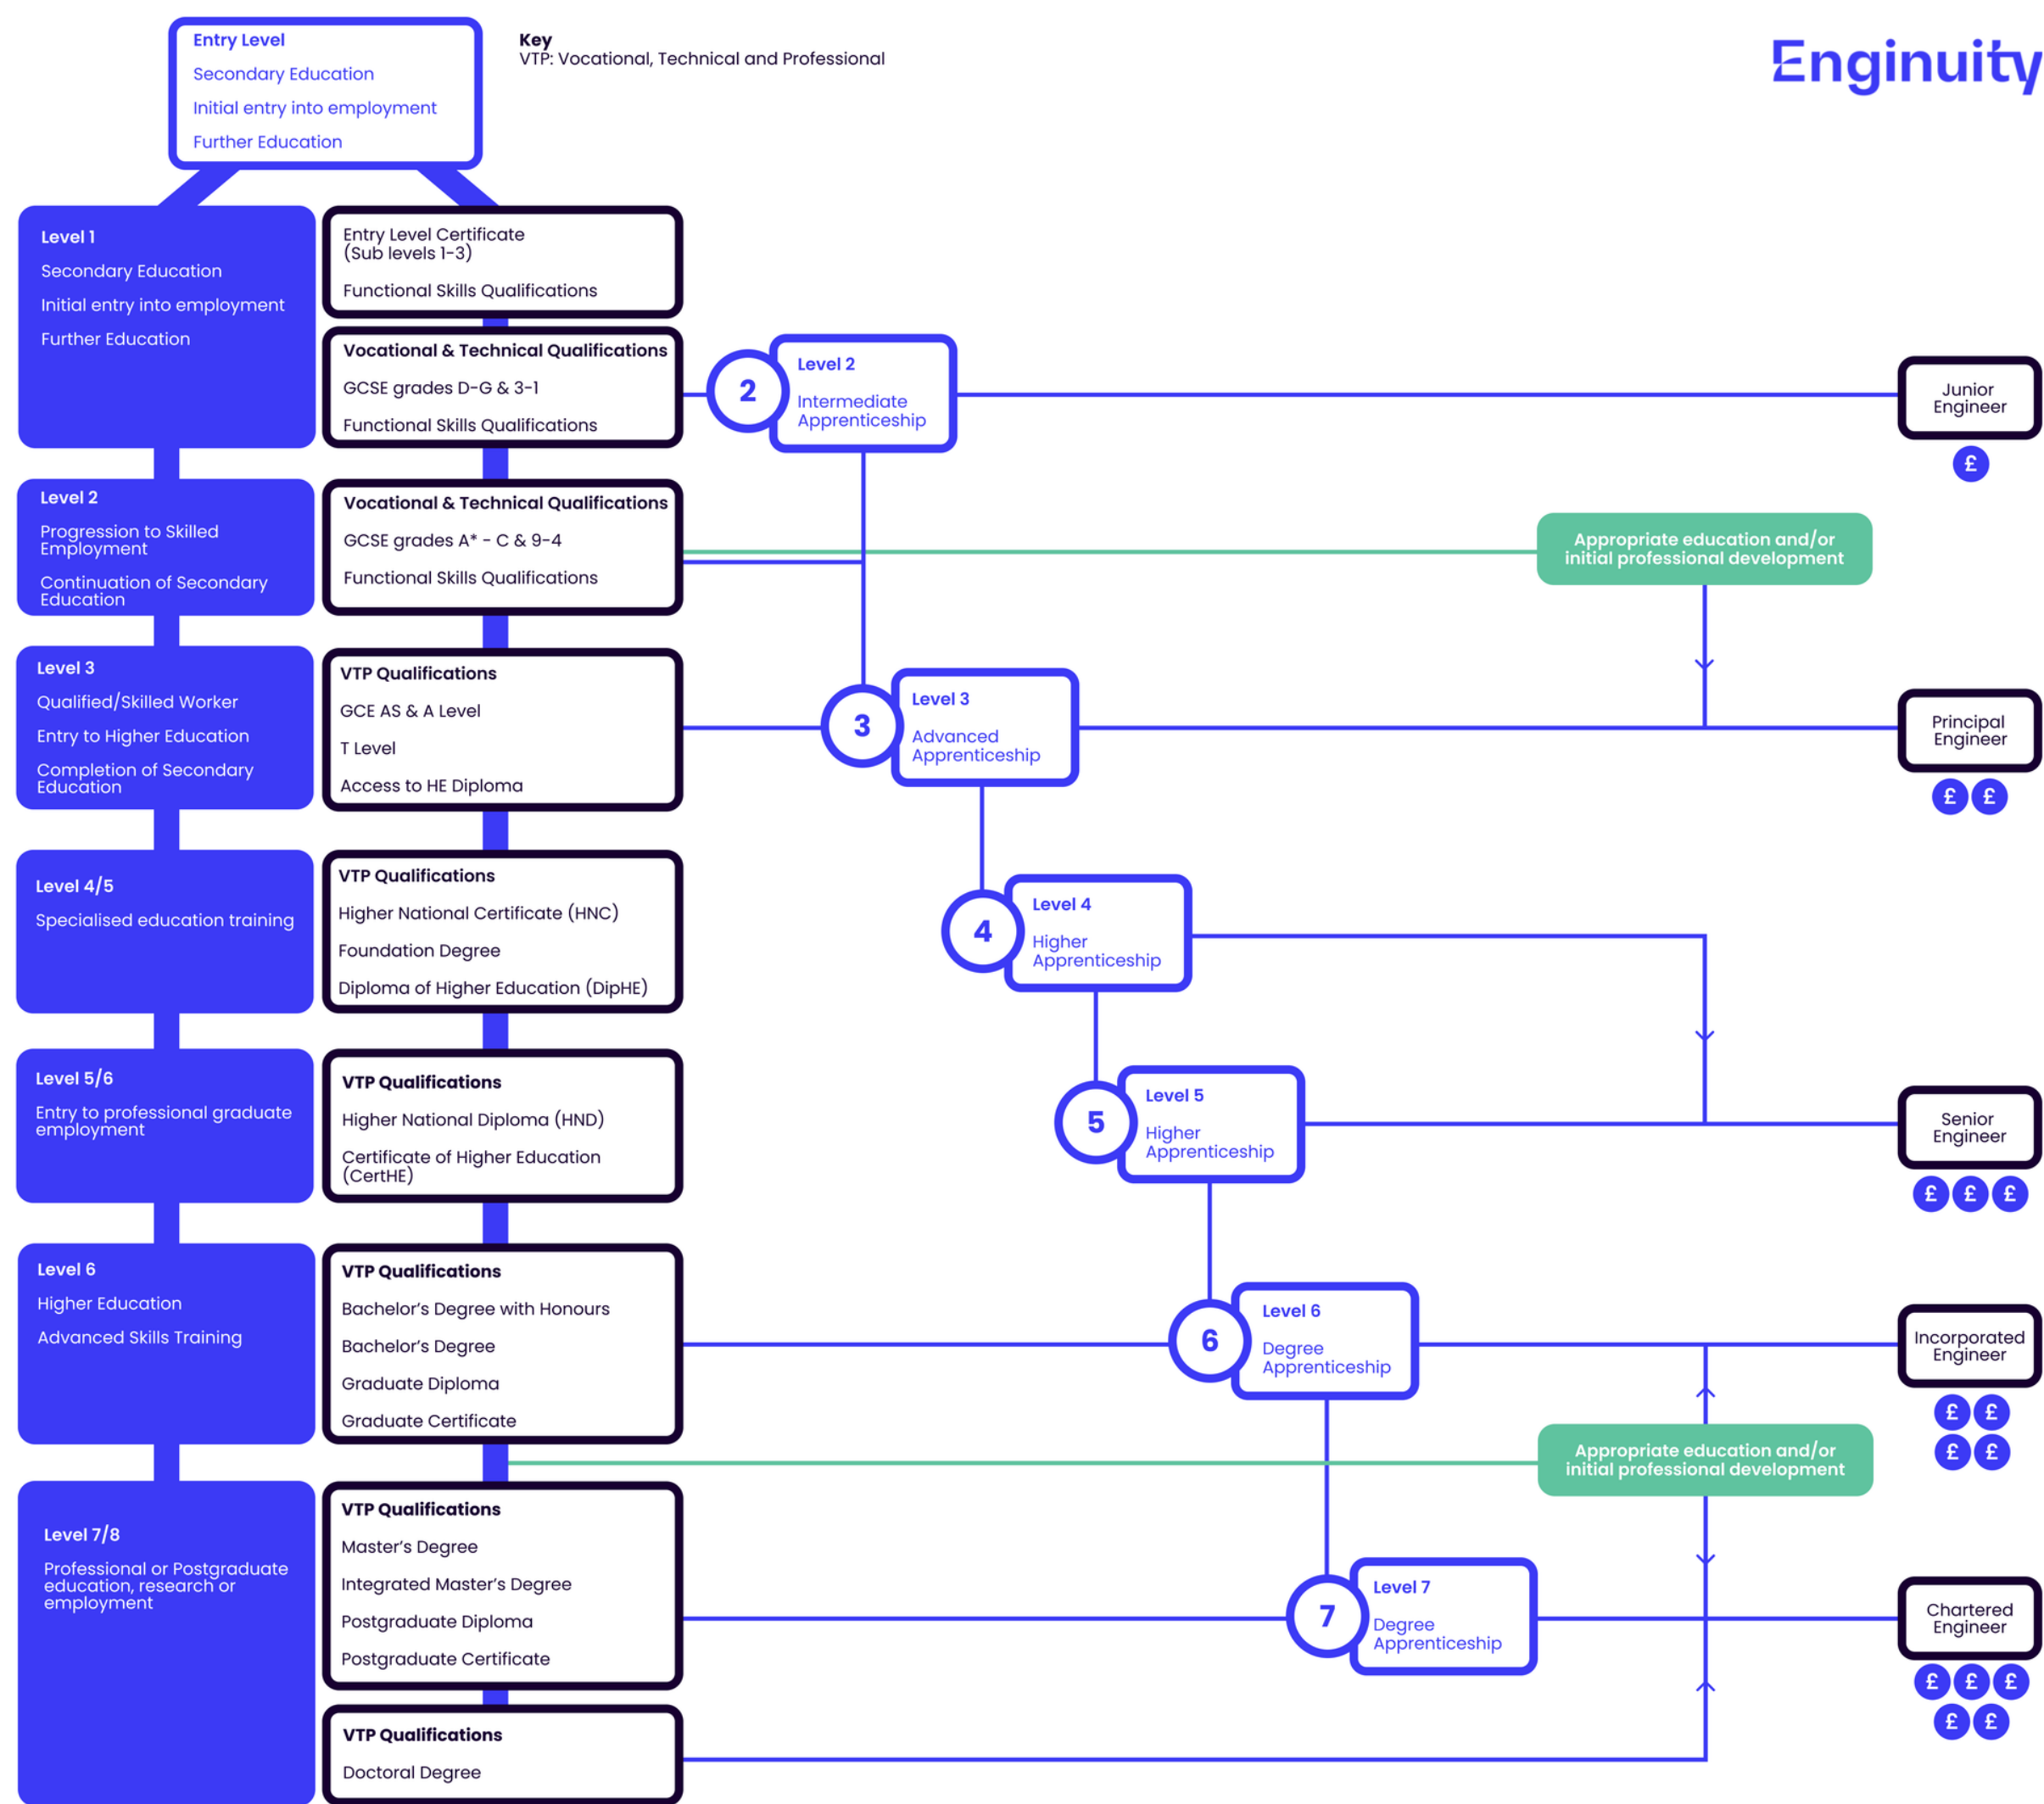 Entry Level
Secondary Education
Initial entry into employment
Further Education
Key
VTP: Vocational, Technical and Professional
Enginuity
Level 1
Secondary Education
Initial entry into employment
Further Education
Entry Level Certificate
(Sub levels 1-3)
Functional Skills Qualifications
Vocational & Technical Qualifications
GCSE grades D-G & 3-1
Functional Skills Qualifications
2
Level 2
Intermediate
Apprenticeship
Junior
Engineer
£
Level 2
Progression to Skilled
Employment
Continuation of Secondary
Education
Vocational & Technical Qualifications
GCSE grades A* - C & 9-4
Functional Skills Qualifications
Appropriate education and/or
initial professional development
Level 3
Qualified/Skilled Worker
Entry to Higher Education
Completion of Secondary
Education
VTP Qualifications
GCE AS & A Level
T Level
Access to HE Diploma
3
Level 3
Advanced
Apprenticeship
Principal
Engineer
£ £
Level 4/5
Specialised education training
VTP Qualifications
Higher National Certificate (HNC)
Foundation Degree
Diploma of Higher Education (DipHE)
4
Level 4
Higher
Apprenticeship
Level 5/6
Entry to professional graduate
employment
VTP Qualifications
Higher National Diploma (HND)
Certificate of Higher Education
(CertHE)
5
Level 5
Higher
Apprenticeship
Senior
Engineer
£ £ £
Level 6
Higher Education
Advanced Skills Training
VTP Qualifications
Bachelor's Degree with Honours
Bachelor's Degree
Graduate Diploma
Graduate Certificate
6
Level 6
Degree
Apprenticeship
Incorporated
Engineer
£ £
£ £
Appropriate education and/or
initial professional development
Level 7/8
Professional or Postgraduate
education, research or
employment
VTP Qualifications
Master's Degree
Integrated Master's Degree
Postgraduate Diploma
Postgraduate Certificate
7
Level 7
Degree
Apprenticeship
Chartered
Engineer
£ £ £
£ £
VTP Qualifications
Doctoral Degree